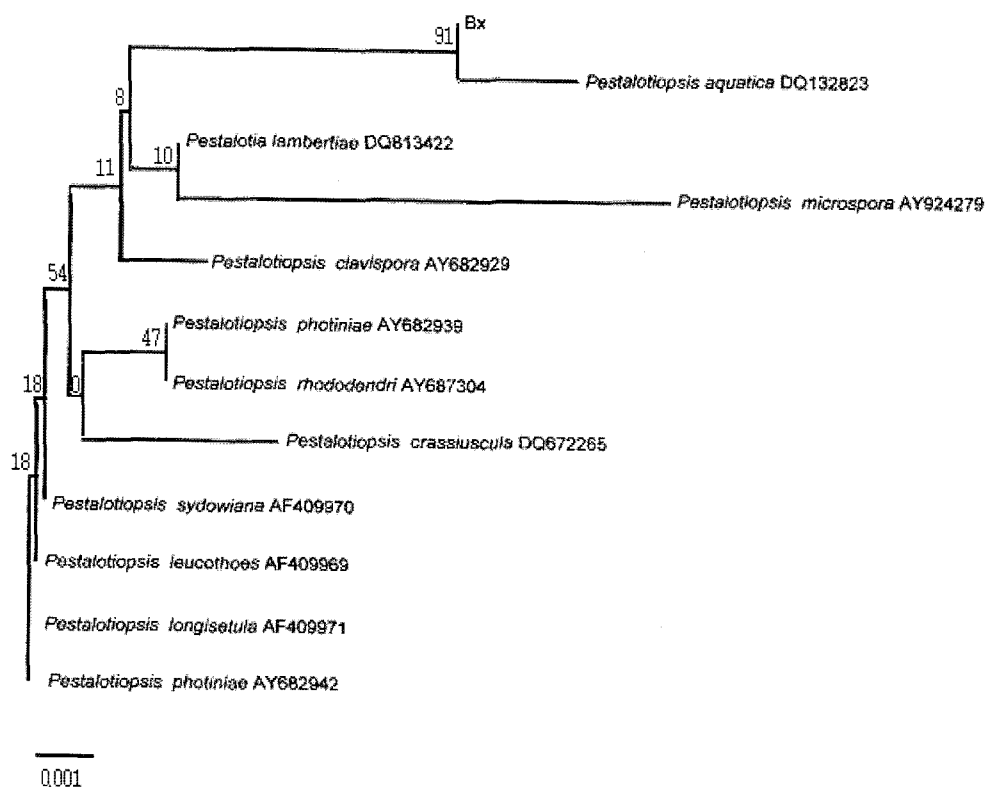 Bx
91
Pestalotiopsis aquatica DQ132823
8
Pestalotia lambertiae DQ813422
10
11
Pestalotiopsis microspora AY924279
Pestalotiopsis clavispora AY682929
54
Pestalotiopsis photiniae AY682939
47
Pestalotiopsis rhododendri AY687304
18
0
Pestalotiopsis crassiuscula DQ672265
18
Pestalotiopsis sydowiana AF409970
Pestalotiopsis leucothoes AF409969
Pestalotiopsis longisetula AF409971
Pestalotiopsis photiniae AY682942
0.001